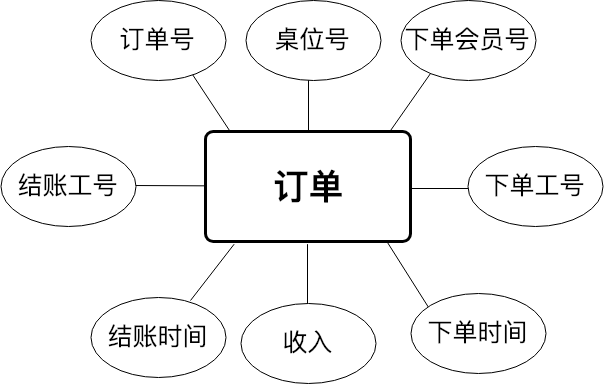 订单号
桌位号
下单会员号
结账工号
订单
下单工号
结账时间
收入
下单时间